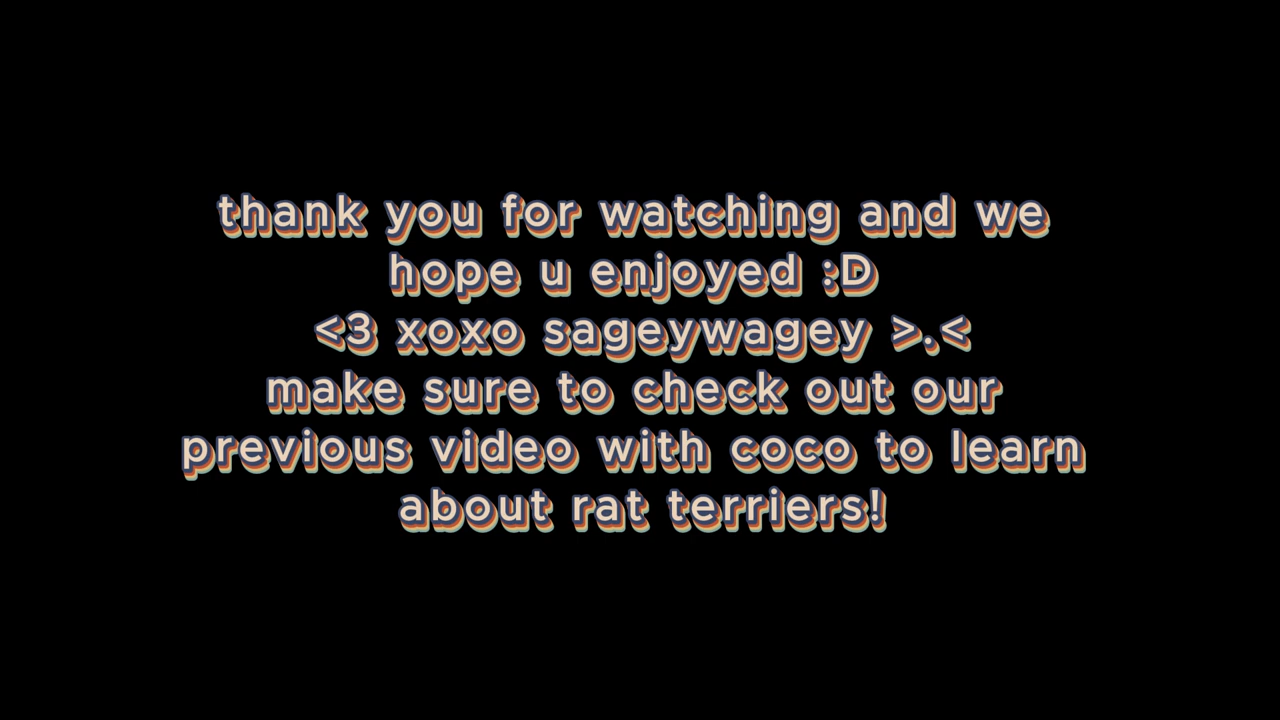 thank you for watching and we
hope u enjoyed :D
<3 xoxo sageywagey >.<
make sure to check out our
previous video with coco to learn
about rat terriers!